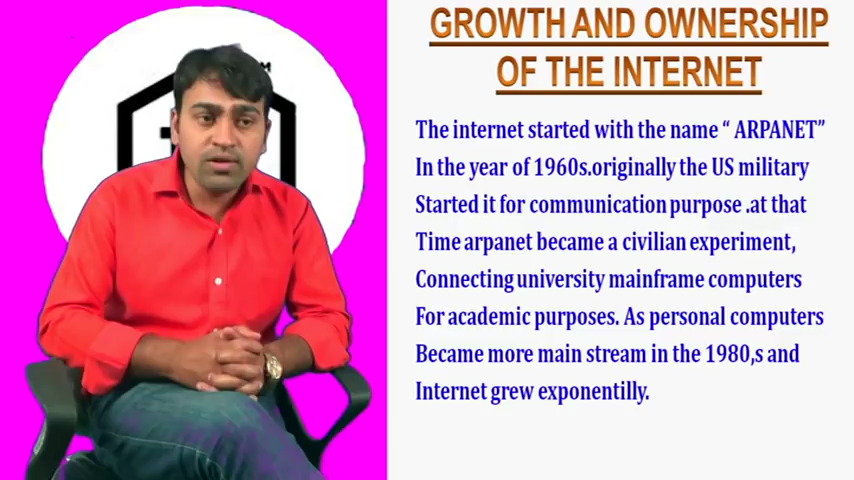 GROWTH AND OWNERSHIP
OF THE INTERNET
The internet started with the name “ ARPANET”
In the year of 1960s.originally the US military
Started it for communication purpose .at that
Time arpanet became a civilian experiment,
Connecting university mainframe computers
For academic purposes. As personal computers
Became more main stream in the 1980,s and
Internet grew exponentilly.